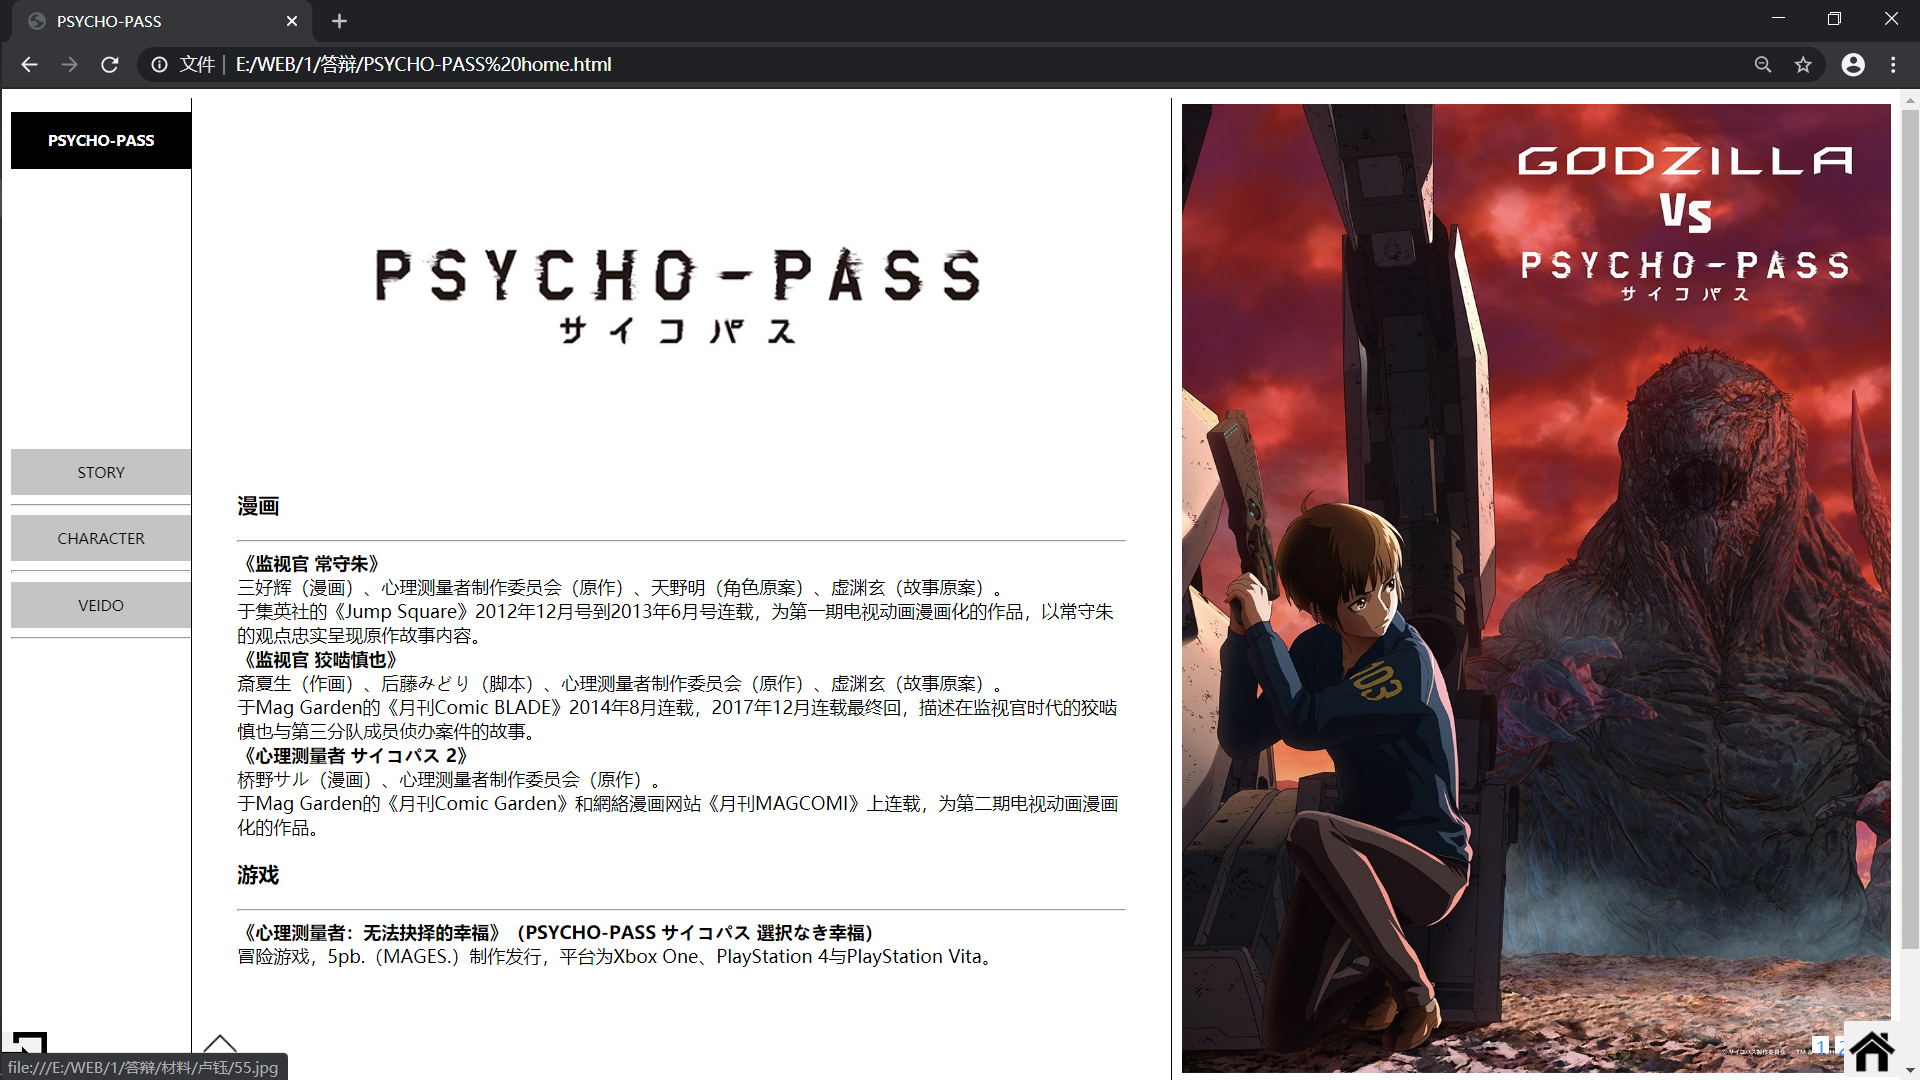 PSYCHO-PASS
文件 | E:/WEB/1/答辩/PSYCHO-PASS%20home.html
PSYCHO-PASS
STORY
CHARACTER
VEIDO
PSYCHO-PASS
サイコパス
漫画
《监视官 常守朱》
三好辉（漫画）、心理测量者制作委员会（原作）、天野明（角色原案）、虚渊玄（故事原案）。
于集英社的《Jump Square》2012年12月号到2013年6月号连载，为第一期电视动画漫画化的作品，以常守朱
的观点忠实呈现原作故事内容。
《监视官 狡啮慎也》
斎夏生（作画）、后藤みどり（脚本）、心理测量者制作委员会（原作）、虚渊玄（故事原案）。
于Mag Garden的《月刊Comic BLADE》2014年8月连载，2017年12月连载最终回，描述在监视官时代的狡啮
慎也与第三分队成员侦办案件的故事。
《心理测量者 サイコパス 2》
桥野サル（漫画）、心理测量者制作委员会（原作）。
于Mag Garden的《月刊Comic Garden》和網絡漫画网站《月刊MAGCOMI》上连载，为第二期电视动画漫画
化的作品。
游戏
《心理测量者：无法抉择的幸福》（PSYCHO-PASS サイコパス 選択なき幸福）
冒险游戏，5pb.（MAGES.）制作发行，平台为Xbox One、PlayStation 4与PlayStation Vita。
GODZILLA
Vs
PSYCHO-PASS
サイコパス
103
1 2
file:///E:/WEB/1/答辩/材料/卢钰/55.jpg